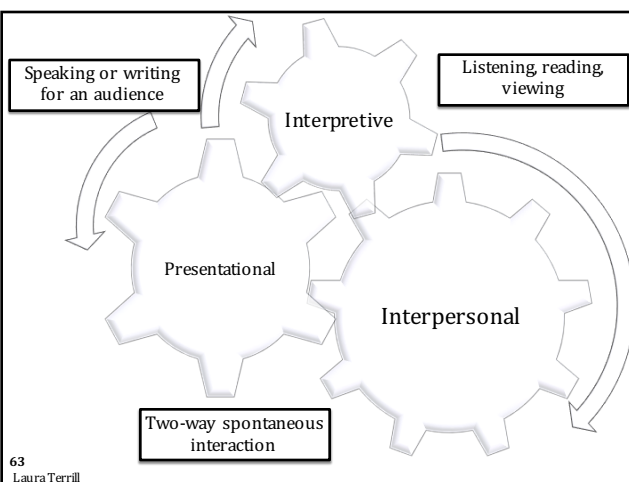 Speaking or writing
for an audience
Listening, reading,
viewing
Interpretive
Presentational
Interpersonal
Two-way spontaneous
interaction
63
Laura Terrill